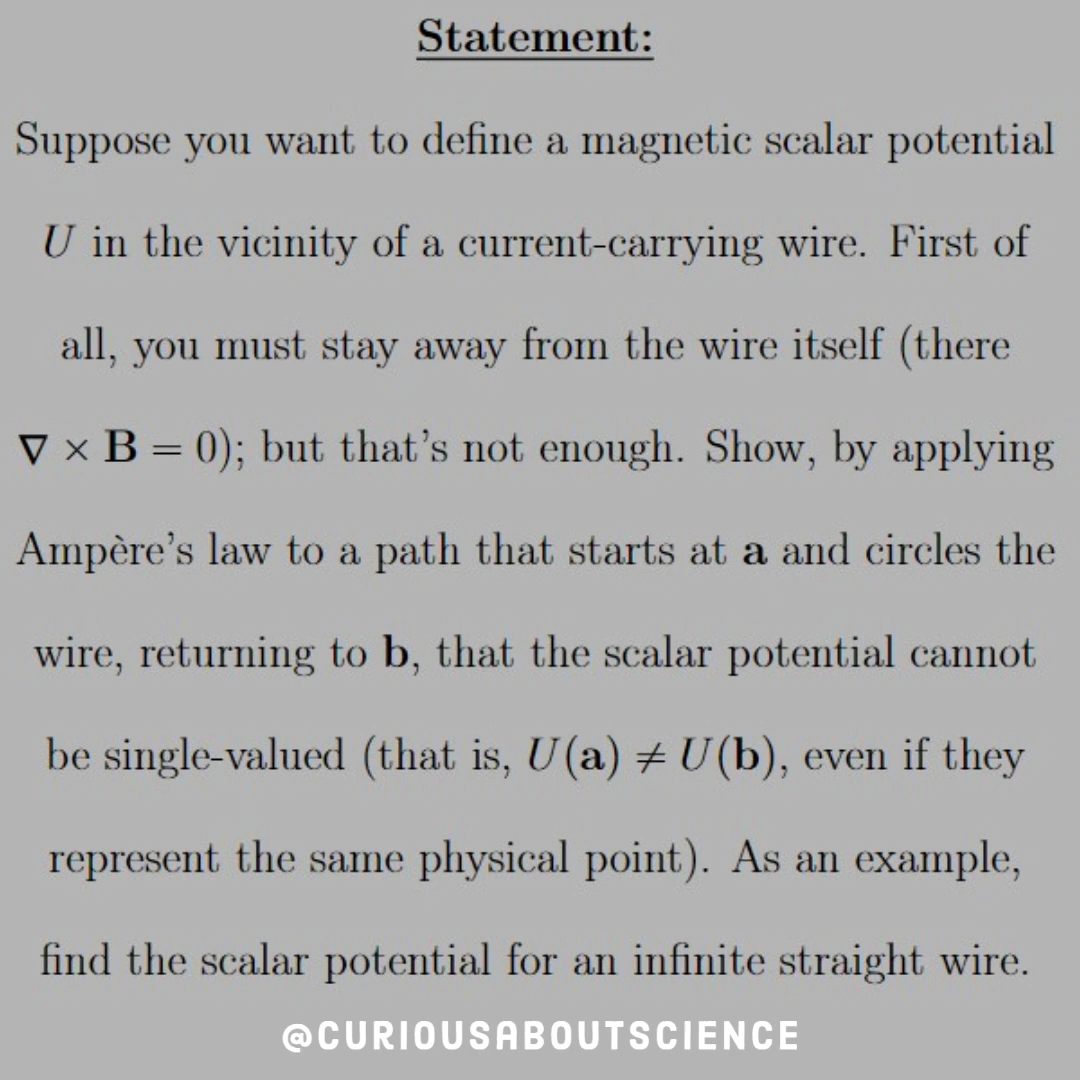 Statement:
Suppose you want to define a magnetic scalar potential
U in the vicinity of a current-carrying wire. First of
all, you must stay away from the wire itself (there
∇ × B = 0); but that's not enough. Show, by applying
Ampère's law to a path that starts at a and circles the
wire, returning to b, that the scalar potential cannot
be single-valued (that is, U(a) ≠ U(b), even if they
represent the same physical point). As an example,
find the scalar potential for an infinite straight wire.
@CURIOUSABOUTSCIENCE